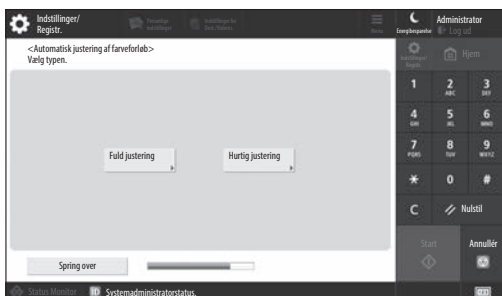 Indstillinger/
Registr.
Menu
Energibesparelse
Administrator
Log ud
<Automatisk justering af farveforløb>
Vælg typen.
Hjem
Fuld justering
Hurtig justering
Spring over
1
2
ABC
3
DEF
4
GHI
5
JKL
6
MNO
7
PQRS
8
TUV
9
WXYZ
*
0
#
C
Nulstil
Start
Annullér
Status Monitor
Systemadministratorstatus.